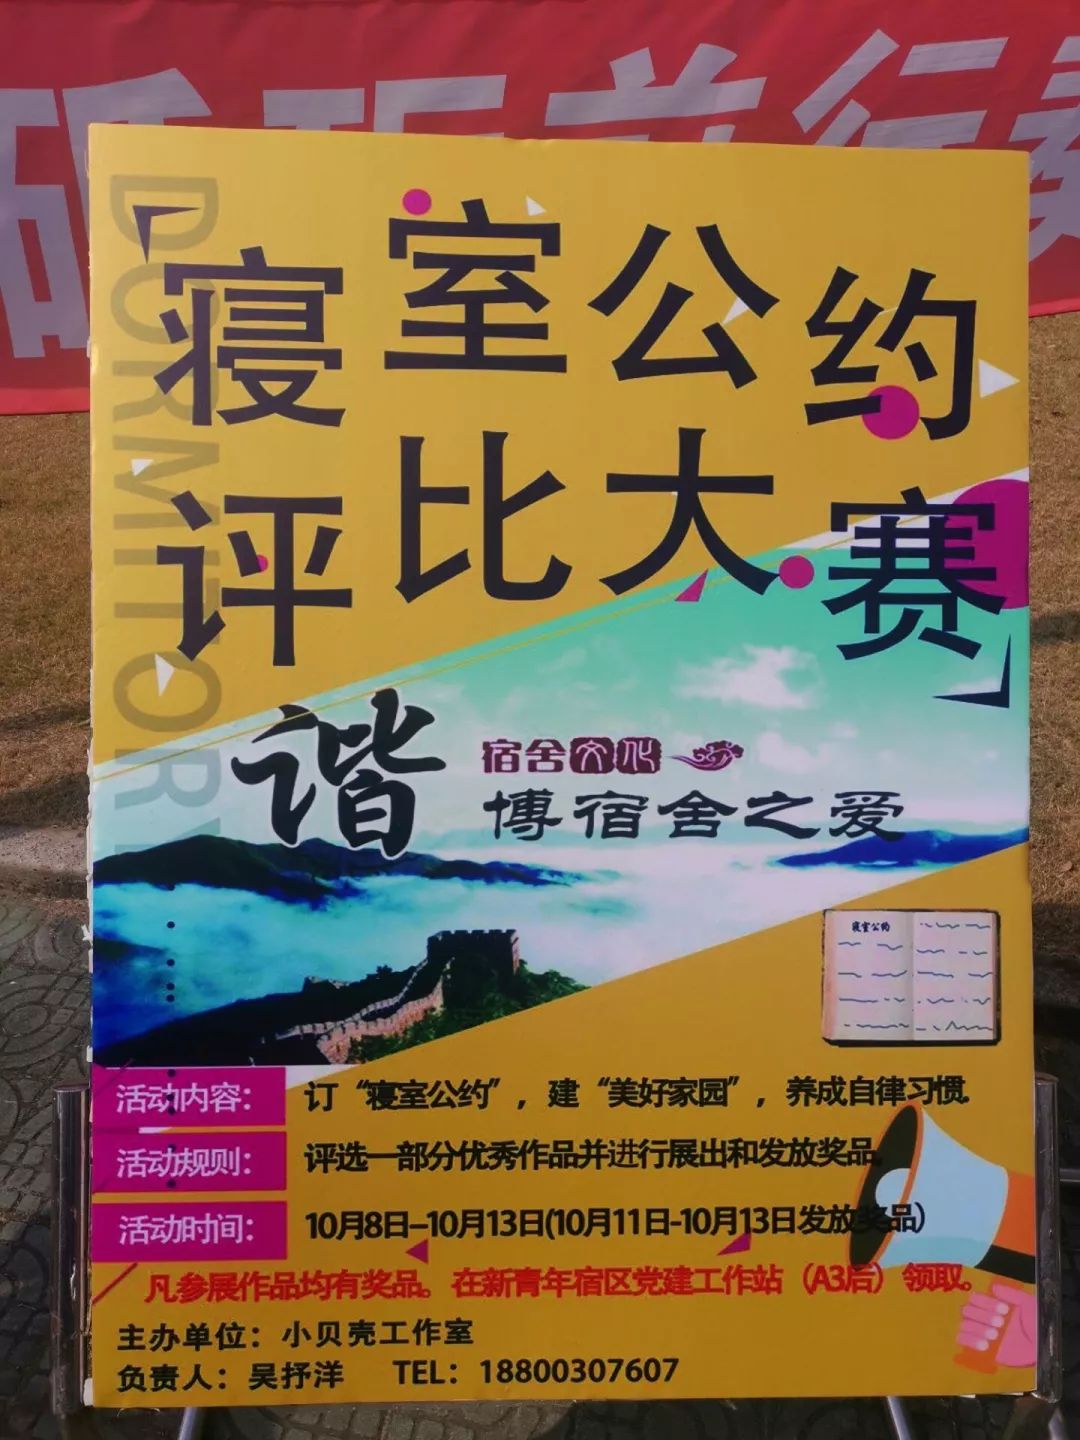 砥砺前行
DORMITORY
寝室公约
评比大赛
谐
宿舍文化
博宿舍之爱
寝室公约
活动内容： 订“寝室公约”，建“美好家园”，养成自律习惯.
活动规则： 评选一部分优秀作品并进行展出和发放奖品。
活动时间： 10月8日–10月13日(10月11日-10月13日发放奖品）
凡参展作品均有奖品。在新青年宿区党建工作站（A3后）领取。
主办单位：小贝壳工作室
负责人：吴抒洋 TEL：18800307607